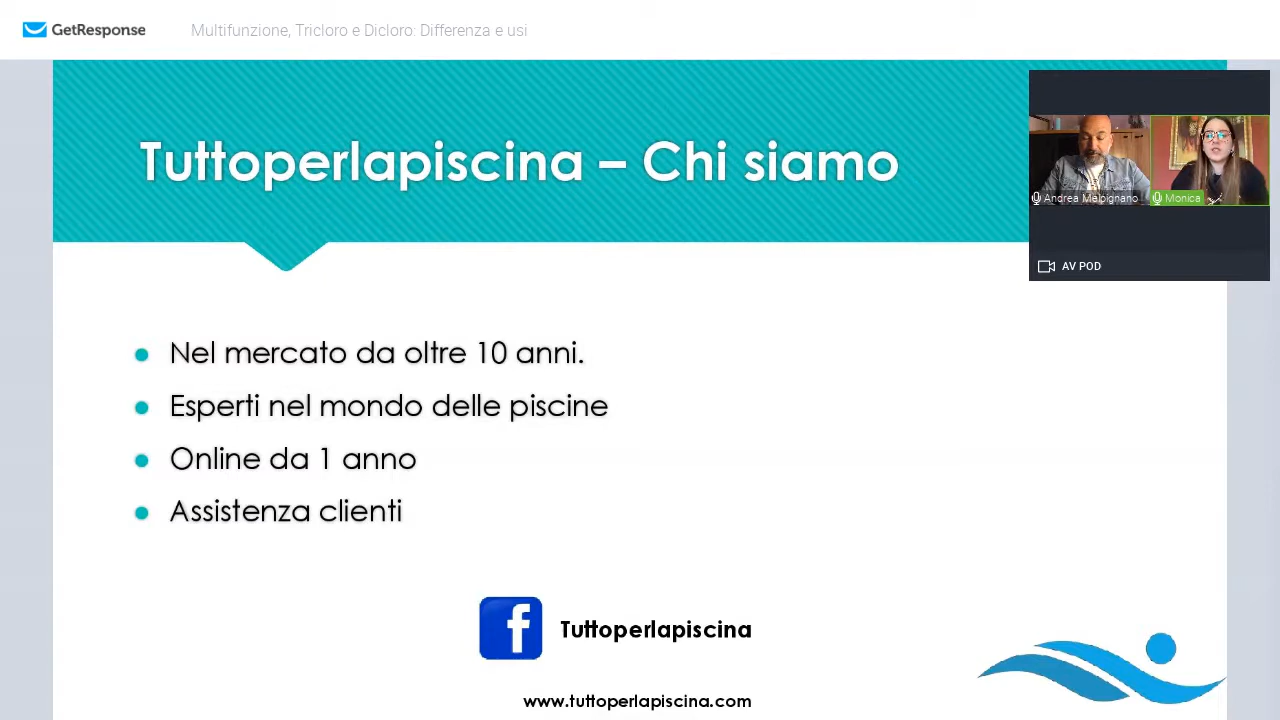 GetResponse
Multifunzione, Tricloro e Dicloro: Differenza e usi
Tuttoperlapiscina – Chi siamo
Andrea Melpignano
Monica
AV POD
Nel mercato da oltre 10 anni.
Esperti nel mondo delle piscine
Online da 1 anno
Assistenza clienti
Tuttoperlapiscina
www.tuttoperlapiscina.com